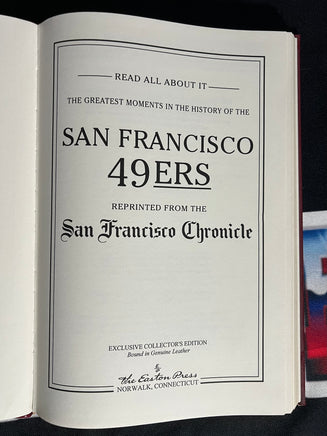 READ ALL ABOUT IT
THE GREATEST MOMENTS IN THE HISTORY OF THE
SAN FRANCISCO
49ERS
REPRINTED FROM THE
San Francisco Chronicle
EXCLUSIVE COLLECTOR'S EDITION
Bound in Genuine Leather
The Easton Press
NORWALK, CONNECTICUT